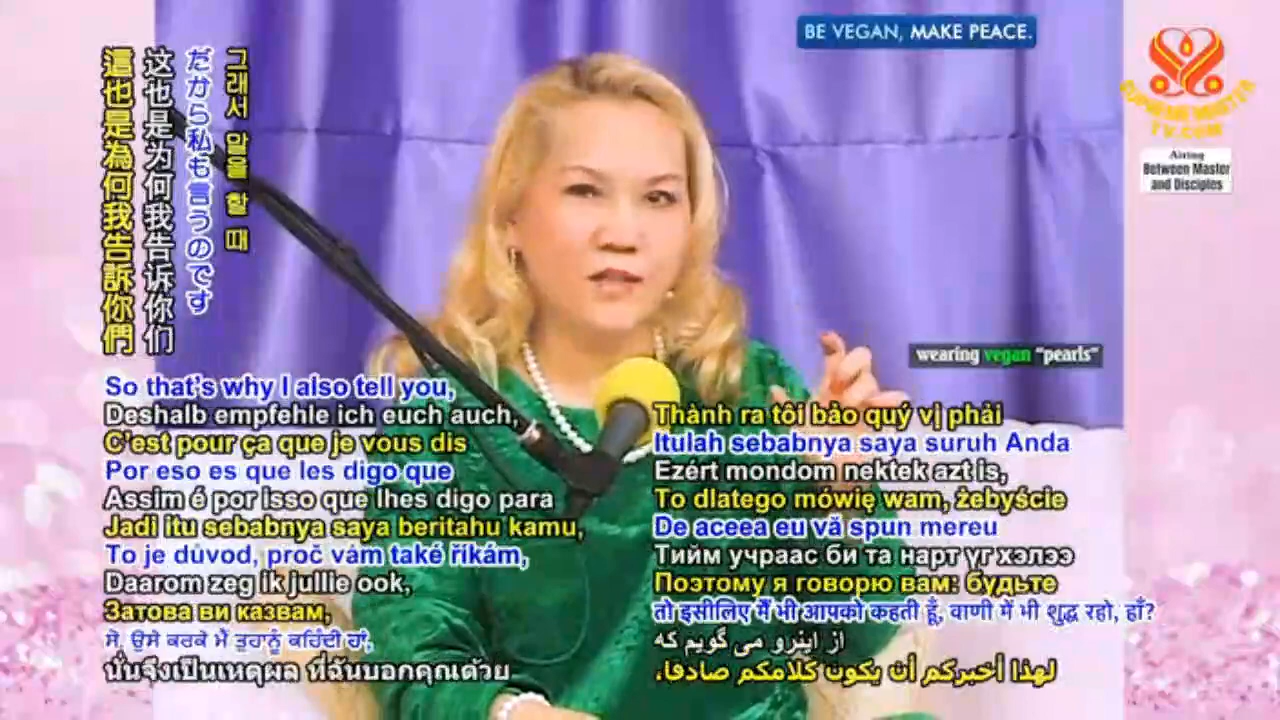 BE VEGAN, MAKE PEACE.
SUPREME MASTER
TV.COM
Airing
Between Master
and Disciples
그래서 말을 할 때
だから私も言うのです
这也是为何我告诉你们
這也是為何我告訴你們
wearing vegan "pearls"
So that's why I also tell you,
Deshalb empfehle ich euch auch,
C'est pour ça que je vous dis
Por eso es que les digo que
Assim é por isso que lhes digo para
Jadi itu sebabnya saya beritahu kamu,
To je důvod, proč vám také říkám,
Daarom zeg ik jullie ook,
Затова ви казвам,
ਸੋ, ਉਸੇ ਕਰਕੇ ਮੈਂ ਤੁਹਾਨੂੰ ਕਹਿੰਦੀ ਹਾਂ,
นั่นจึงเป็นเหตุผล ที่ฉันบอกคุณด้วย
Thành ra tôi bảo quý vị phải
Itulah sebabnya saya suruh Anda
Ezért mondom nektek azt is,
To dlatego mówię wam, żebyście
De aceea eu vă spun mereu
Тийм учраас би та нарт үг хэлээ
Поэтому я говорю вам: будьте
तो इसीलिए मैं भी आपको कहती हूँ, वाणी में भी शुद्ध रहो, हाँ?
از اینرو می گویم که
لهذا أخبركم أن يكون كلامكم صادقا،